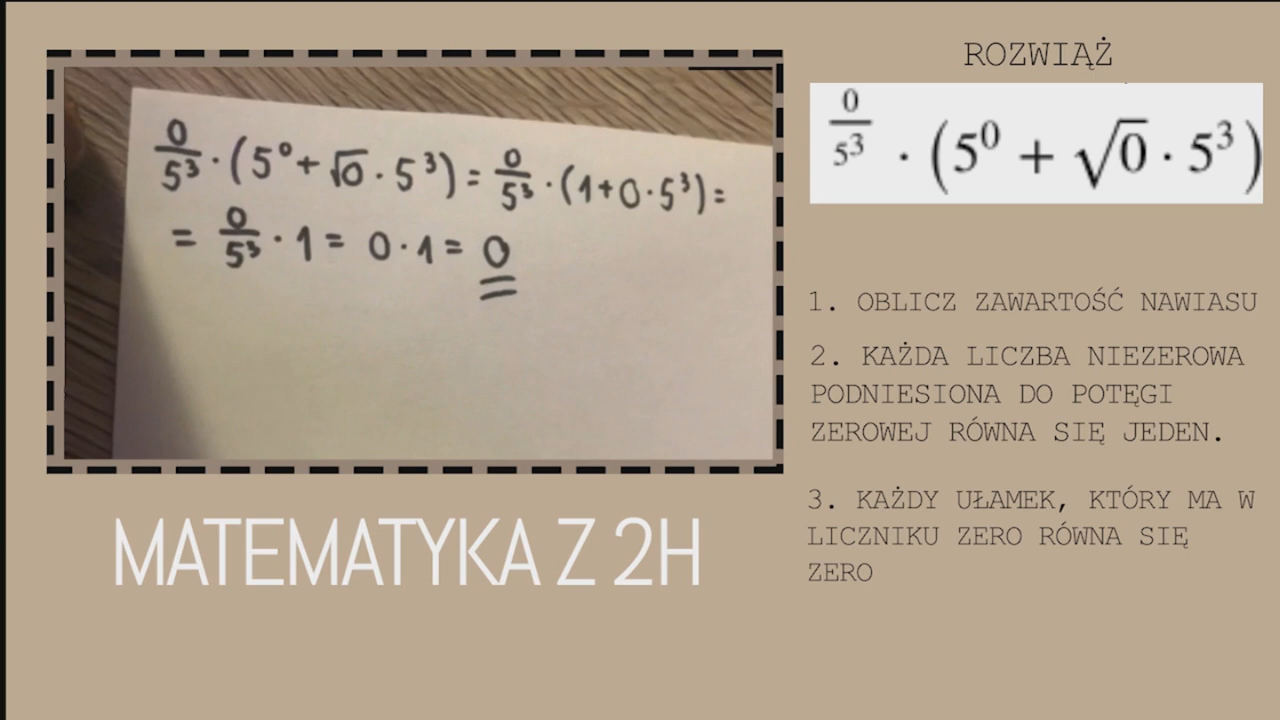 0/5³ · (5⁰ + √0 · 5³) = 0/5³ · (1 + 0 · 5³) =
= 0/5³ · 1 = 0 · 1 = 0
MATEMATYKA Z 2H
ROZWIĄŻ
0/5³ · (5⁰ + √0 · 5³)
1. OBLICZ ZAWARTOŚĆ NAWIASU
2. KAŻDA LICZBA NIEZEROWA
PODNIESIONA DO POTĘGI
ZEROWEJ RÓWNA SIĘ JEDEN.
3. KAŻDY UŁAMEK, KTÓRY MA W
LICZNIKU ZERO RÓWNA SIĘ
ZERO